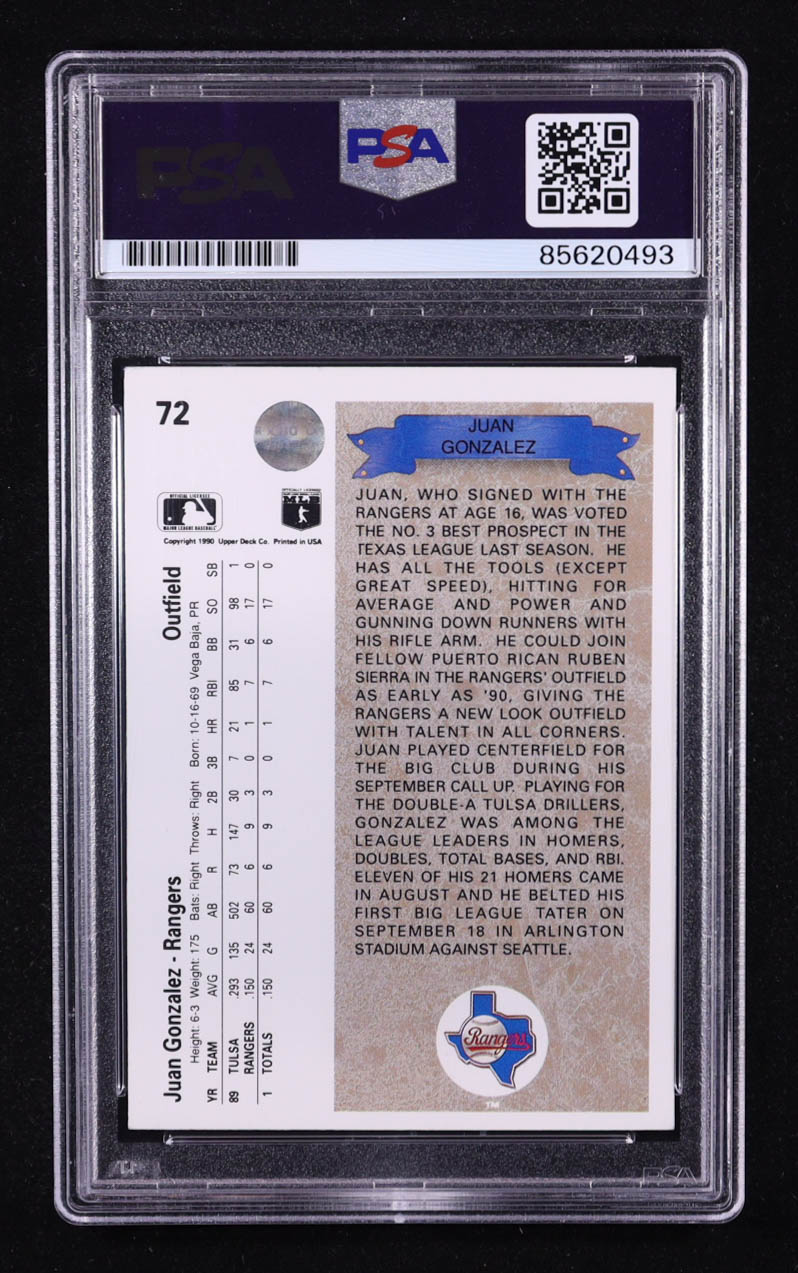 PSA
PSA
85620493
72
OFFICIAL LICENSEE
MAJOR LEAGUE BASEBALL
MLB
Copyright 1990 Upper Deck Co. Printed in USA
Juan Gonzalez - Rangers Outfield
Height: 6-3 Weight: 175 Bats: Right Throws: Right Born: 10-16-69 Vega Baja, PR
YR TEAM AVG G AB R H 2B 3B HR RBI BB SO SB
89 TULSA .293 135 502 73 147 30 7 21 85 31 98 1
RANGERS .150 24 60 6 9 3 0 1 7 6 17 0
1 TOTALS .150 24 60 6 9 3 0 1 7 6 17 0
JUAN
GONZALEZ
JUAN, WHO SIGNED WITH THE
RANGERS AT AGE 16, WAS VOTED
THE NO. 3 BEST PROSPECT IN THE
TEXAS LEAGUE LAST SEASON. HE
HAS ALL THE TOOLS (EXCEPT
GREAT SPEED), HITTING FOR
AVERAGE AND POWER AND
GUNNING DOWN RUNNERS WITH
HIS RIFLE ARM. HE COULD JOIN
FELLOW PUERTO RICAN RUBEN
SIERRA IN THE RANGERS' OUTFIELD
AS EARLY AS '90, GIVING THE
RANGERS A NEW LOOK OUTFIELD
WITH TALENT IN ALL CORNERS.
JUAN PLAYED CENTERFIELD FOR
THE BIG CLUB DURING HIS
SEPTEMBER CALL UP. PLAYING FOR
THE DOUBLE-A TULSA DRILLERS,
GONZALEZ WAS AMONG THE
LEAGUE LEADERS IN HOMERS,
DOUBLES, TOTAL BASES, AND RBI.
ELEVEN OF HIS 21 HOMERS CAME
IN AUGUST AND HE BELTED HIS
FIRST BIG LEAGUE TATER ON
SEPTEMBER 18 IN ARLINGTON
STADIUM AGAINST SEATTLE.
Rangers
TM
PSA